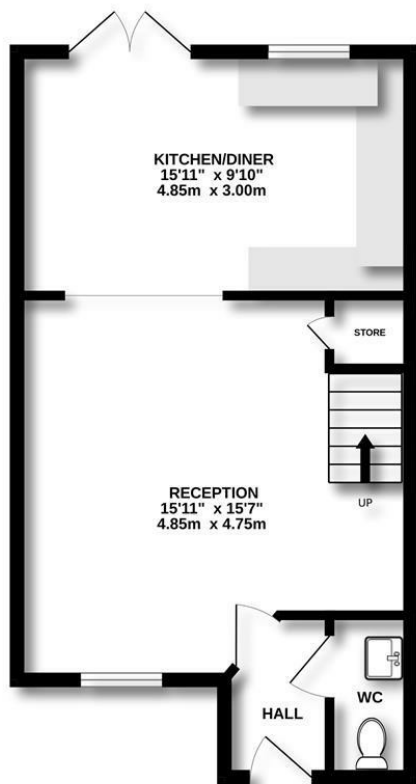 KITCHEN/DINER
15'11" x 9'10"
4.85m x 3.00m
STORE
RECEPTION
15'11" x 15'7"
4.85m x 4.75m
UP
HALL
WC